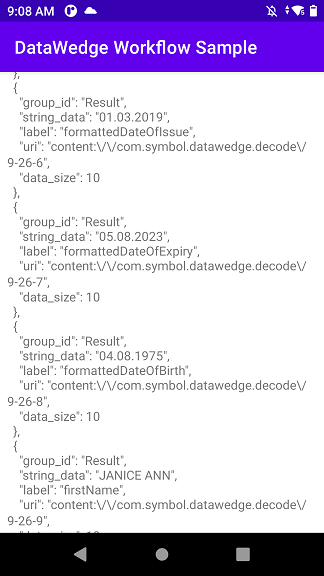 9:08 AM
DataWedge Workflow Sample
},
{
"group_id": "Result",
"string_data": "01.03.2019",
"label": "formattedDateOfIssue",
"uri": "content:\/\/com.symbol.datawedge.decode\/
9-26-6",
"data_size": 10
},
{
"group_id": "Result",
"string_data": "05.08.2023",
"label": "formattedDateOfExpiry",
"uri": "content:\/\/com.symbol.datawedge.decode\/
9-26-7",
"data_size": 10
},
{
"group_id": "Result",
"string_data": "04.08.1975",
"label": "formattedDateOfBirth",
"uri": "content:\/\/com.symbol.datawedge.decode\/
9-26-8",
"data_size": 10
},
{
"group_id": "Result",
"string_data": "JANICE ANN",
"label": "firstName",
"uri": "content:\/\/com.symbol.datawedge.decode\/
9-26-9",